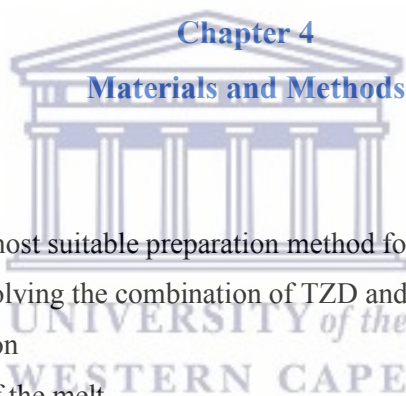 Chapter 4
Materials and Methods
nost suitable preparation method fo
olving the combination of TZD and
UNIVERSITY of the
on
WESTERN CAPE
f the melt